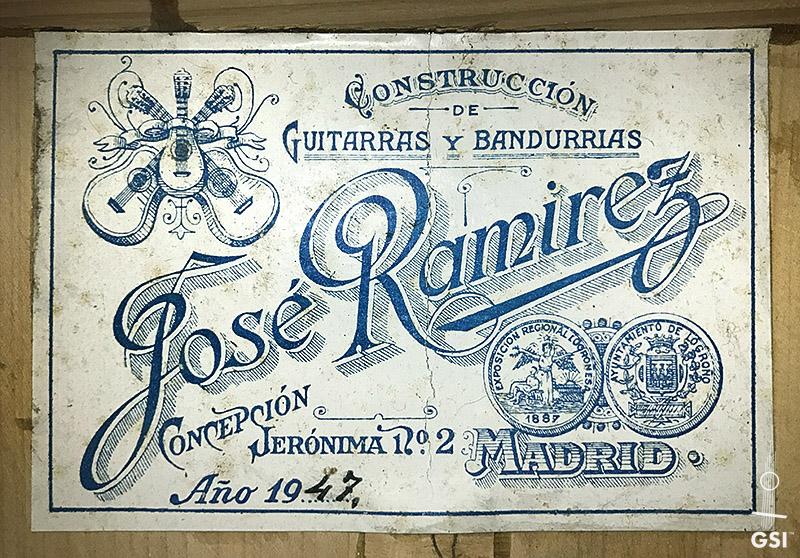 CONSTRUCCIÓN
DE
GUITARRAS Y BANDURRIAS
José Ramirez
EXPOSICION REGIONAL LOGROÑESA
1887
AYUNTAMIENTO DE LOGROÑO
CONCEPCIÓN JERÓNIMA Nº 2
MADRID
Año 1947.
GSI